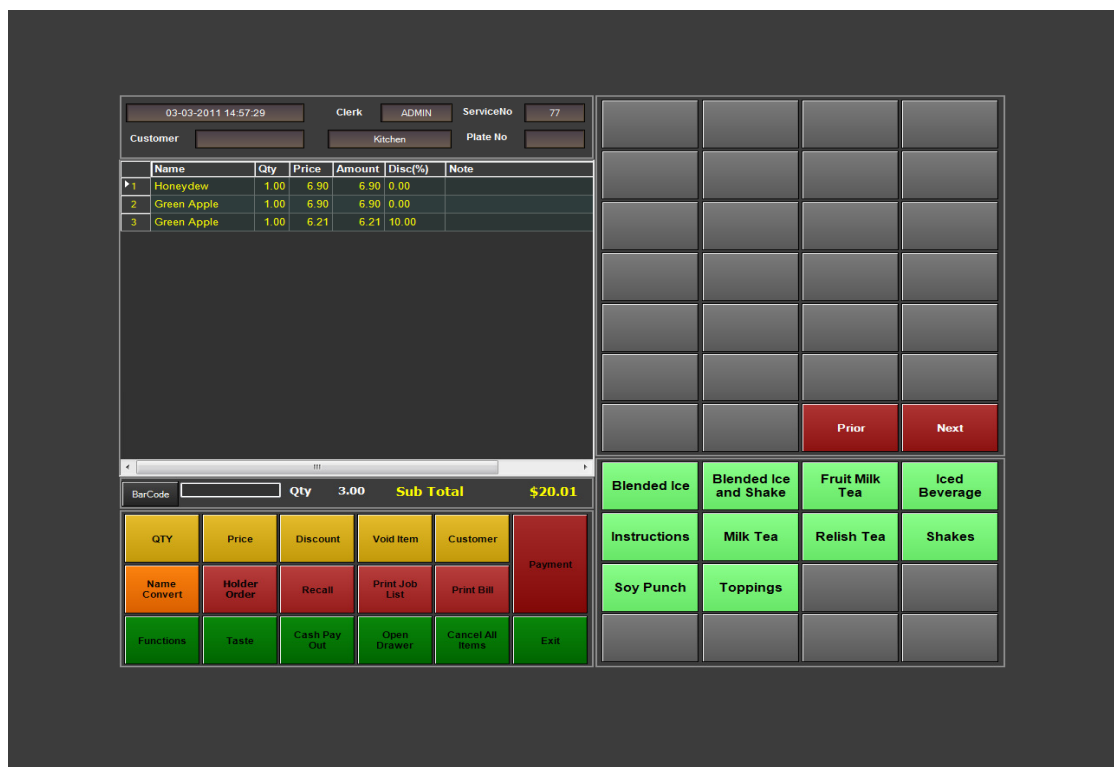 03-03-2011 14:57:29 Clerk ADMIN ServiceNo 77
Customer Kitchen Plate No
Name Qty Price Amount Disc(%) Note
1 Honeydew 1.00 6.90 6.90 0.00
2 Green Apple 1.00 6.90 6.90 0.00
3 Green Apple 1.00 6.21 6.21 10.00
BarCode Qty 3.00 Sub Total $20.01
QTY Price Discount Void Item Customer
Payment
Name Convert Holder Order Recall Print Job List Print Bill
Functions Taste Cash Pay Out Open Drawer Cancel All Items Exit
Prior Next
Blended Ice Blended Ice and Shake Fruit Milk Tea Iced Beverage
Instructions Milk Tea Relish Tea Shakes
Soy Punch Toppings